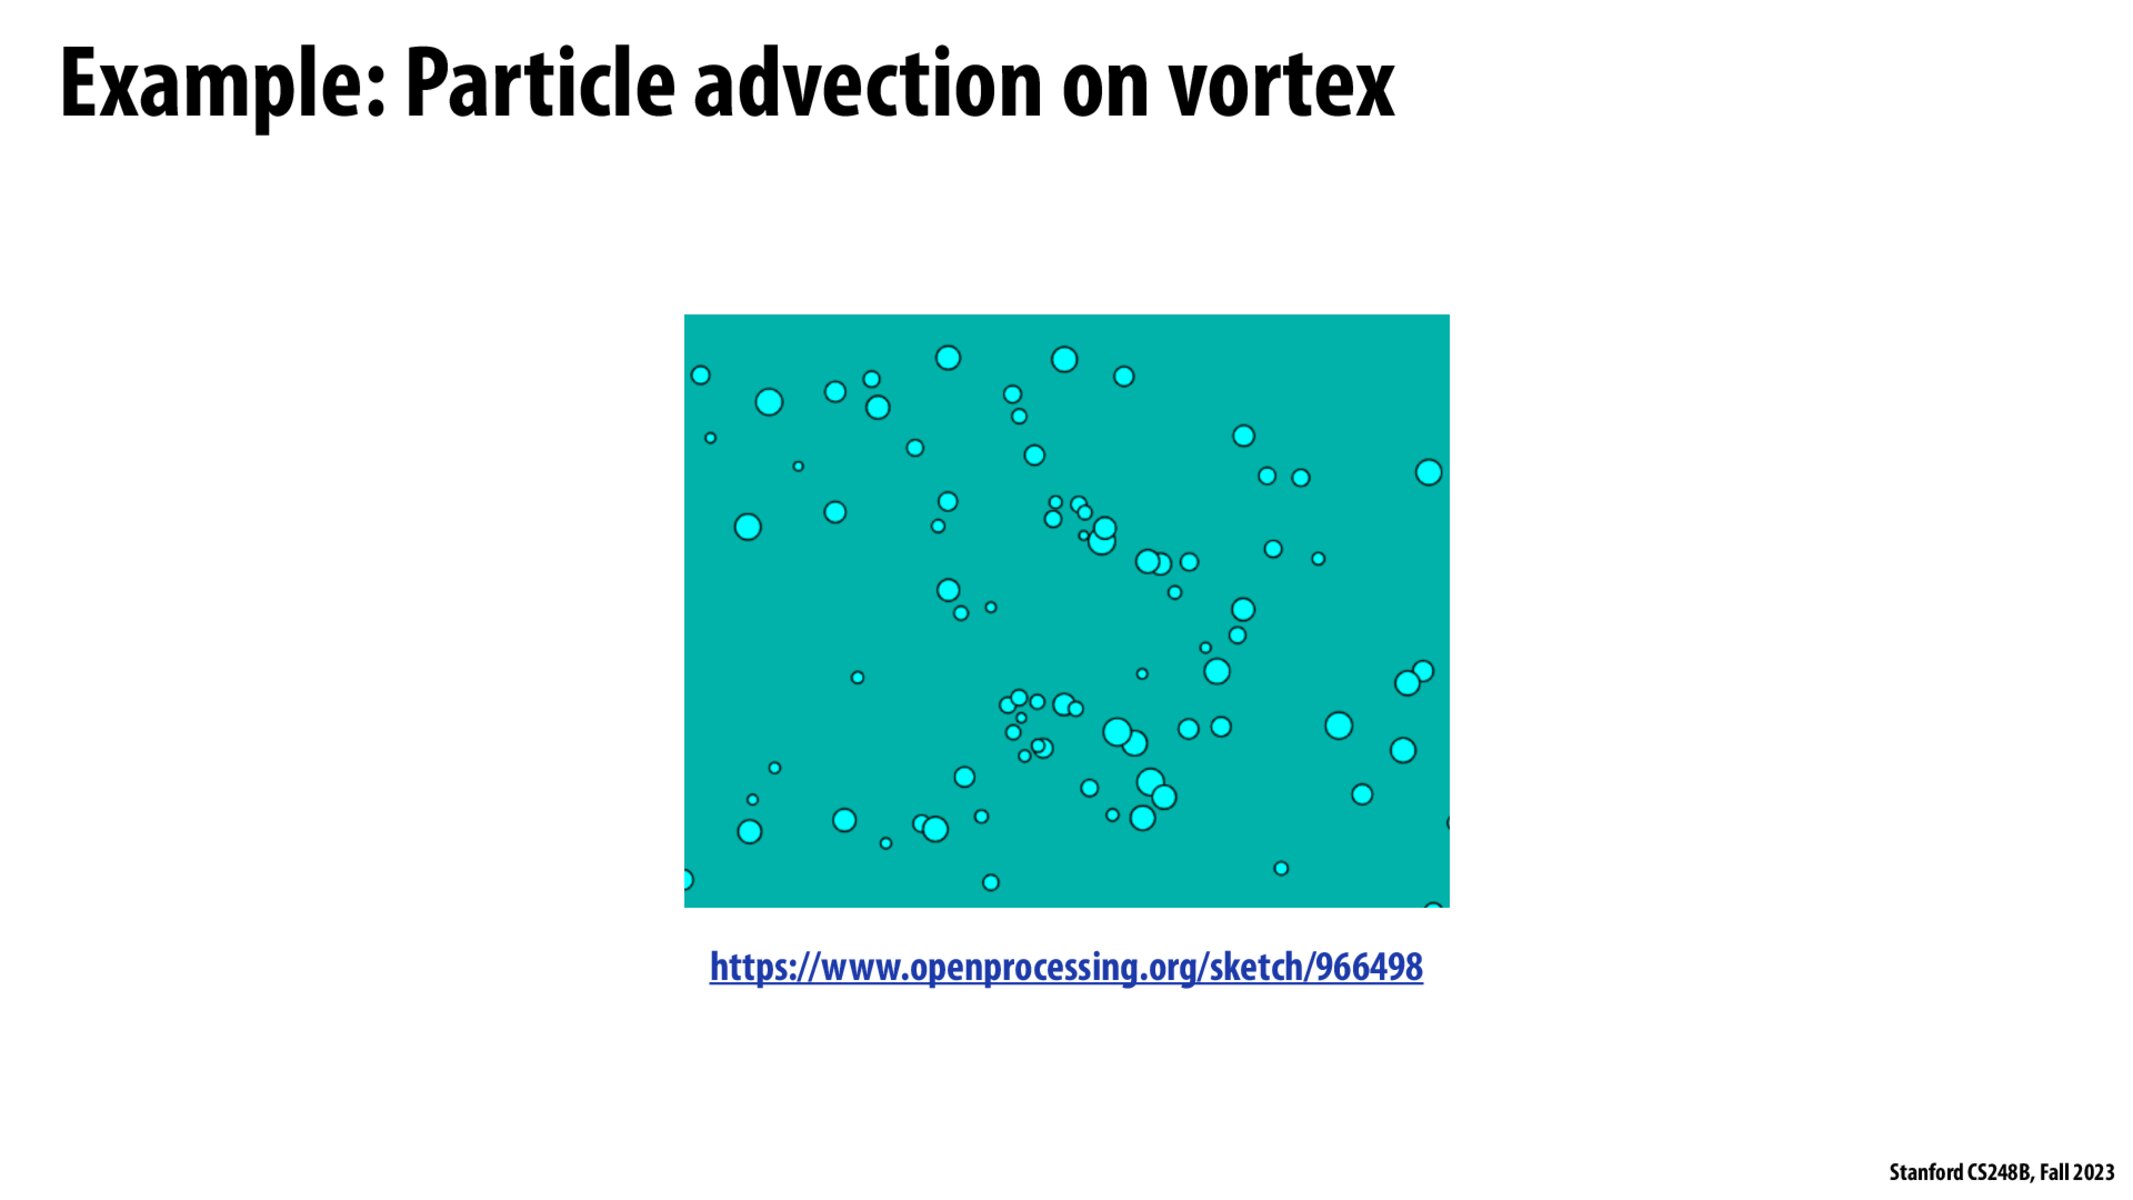 Example: Particle advection on vortex
https://www.openprocessing.org/sketch/966498
Stanford CS248B, Fall 2023